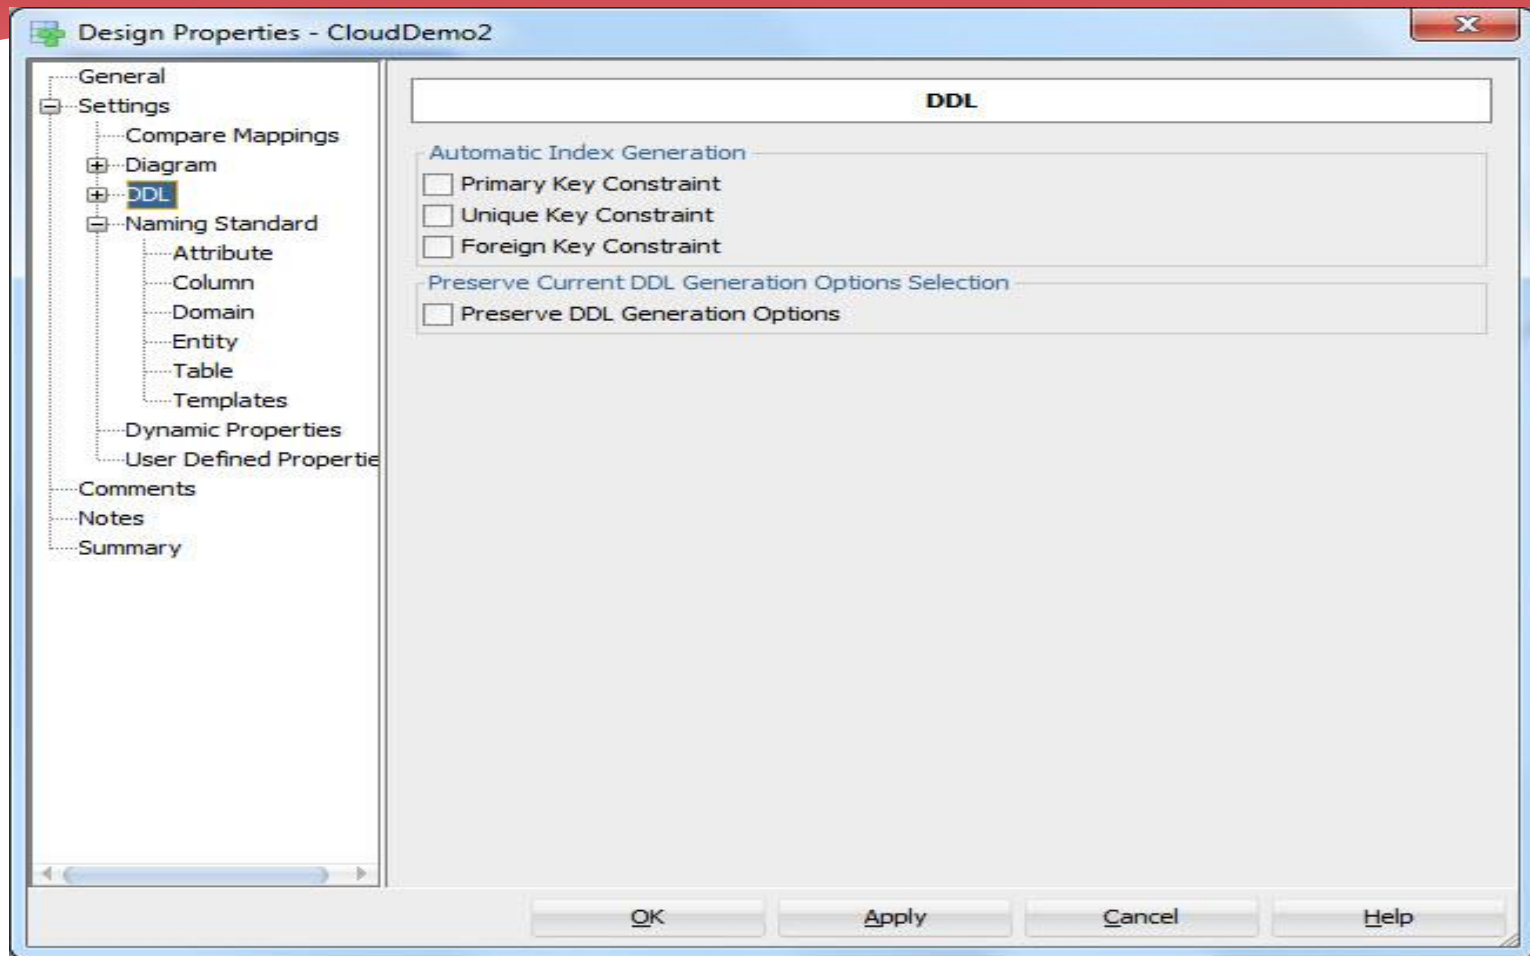 Design Properties - CloudDemo2
General
Settings
Compare Mappings
Diagram
DDL
Naming Standard
Attribute
Column
Domain
Entity
Table
Templates
Dynamic Properties
User Defined Propertie
Comments
Notes
Summary
DDL
Automatic Index Generation
Primary Key Constraint
Unique Key Constraint
Foreign Key Constraint
Preserve Current DDL Generation Options Selection
Preserve DDL Generation Options
OK Apply Cancel Help